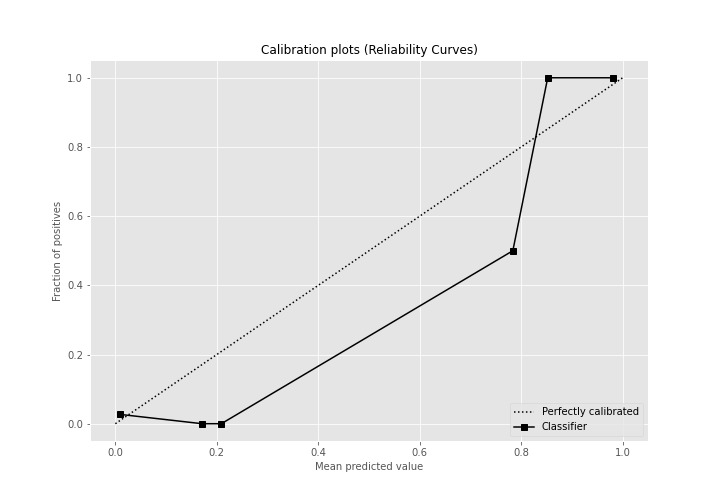 Calibration plots (Reliability Curves)
1.0
0.8
0.6
0.4
0.2
0.0
Fraction of positives
0.0 0.2 0.4 0.6 0.8 1.0
Mean predicted value
Perfectly calibrated
Classifier